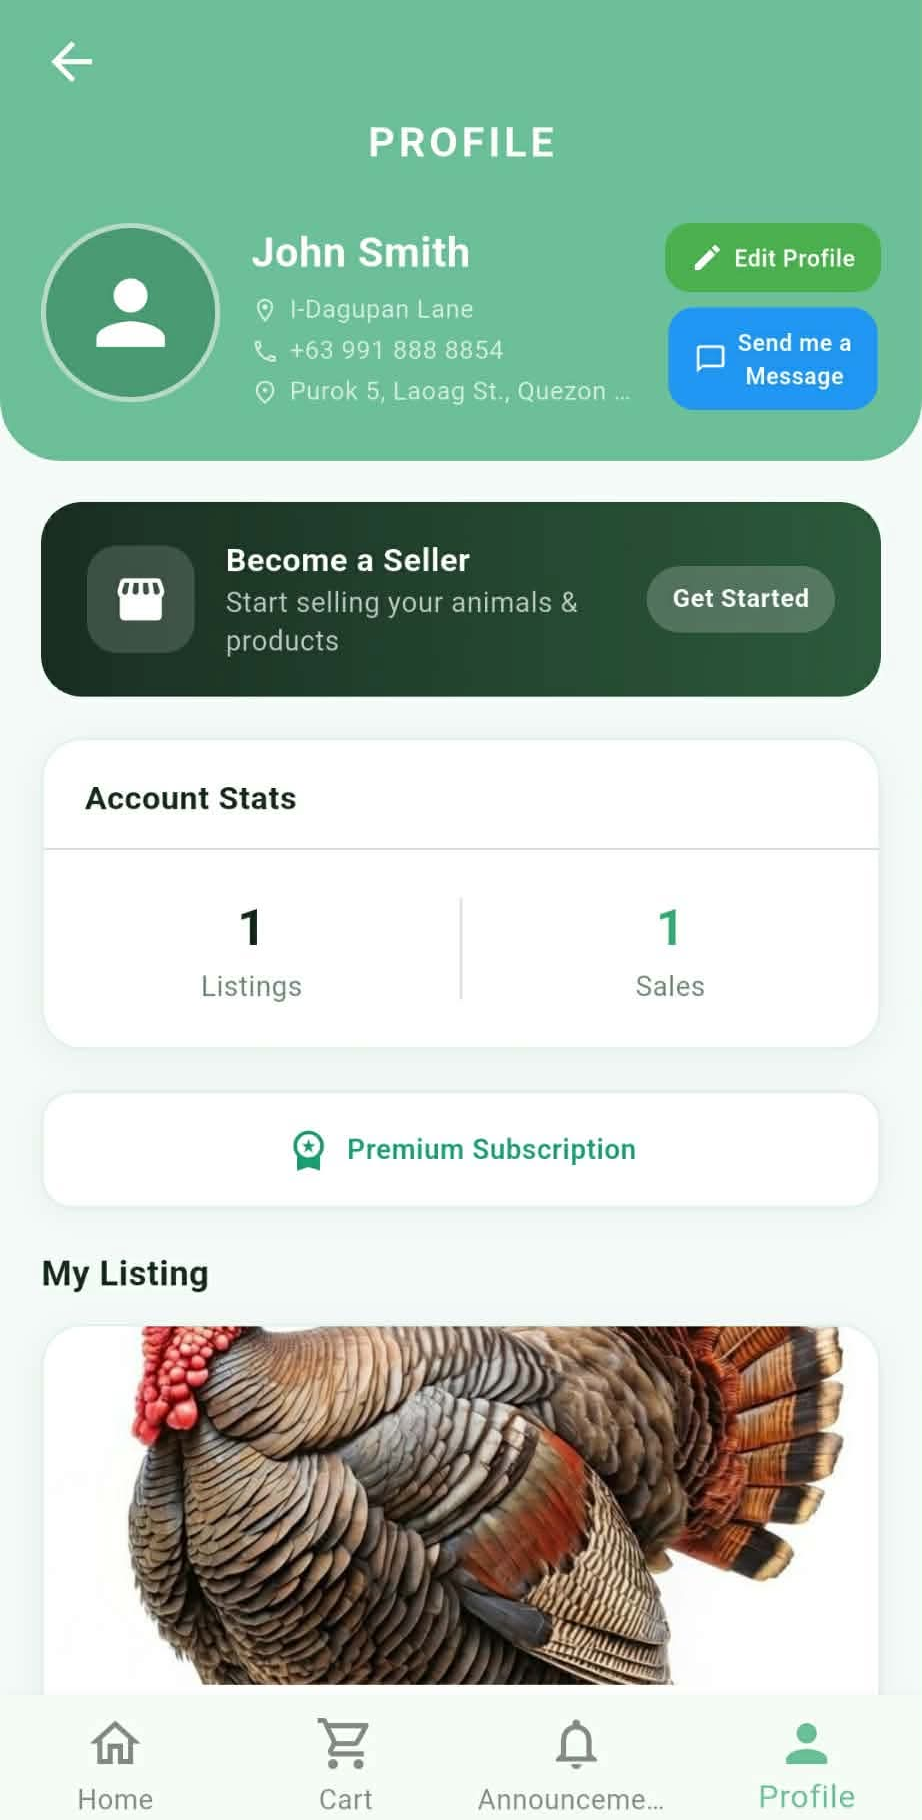 PROFILE
John Smith
I-Dagupan Lane
+63 991 888 8854
Purok 5, Laoag St., Quezon ...
Edit Profile
Send me a
Message
Become a Seller
Start selling your animals &
products
Get Started
Account Stats
1
Listings
1
Sales
Premium Subscription
My Listing
Home
Cart
Announceme...
Profile